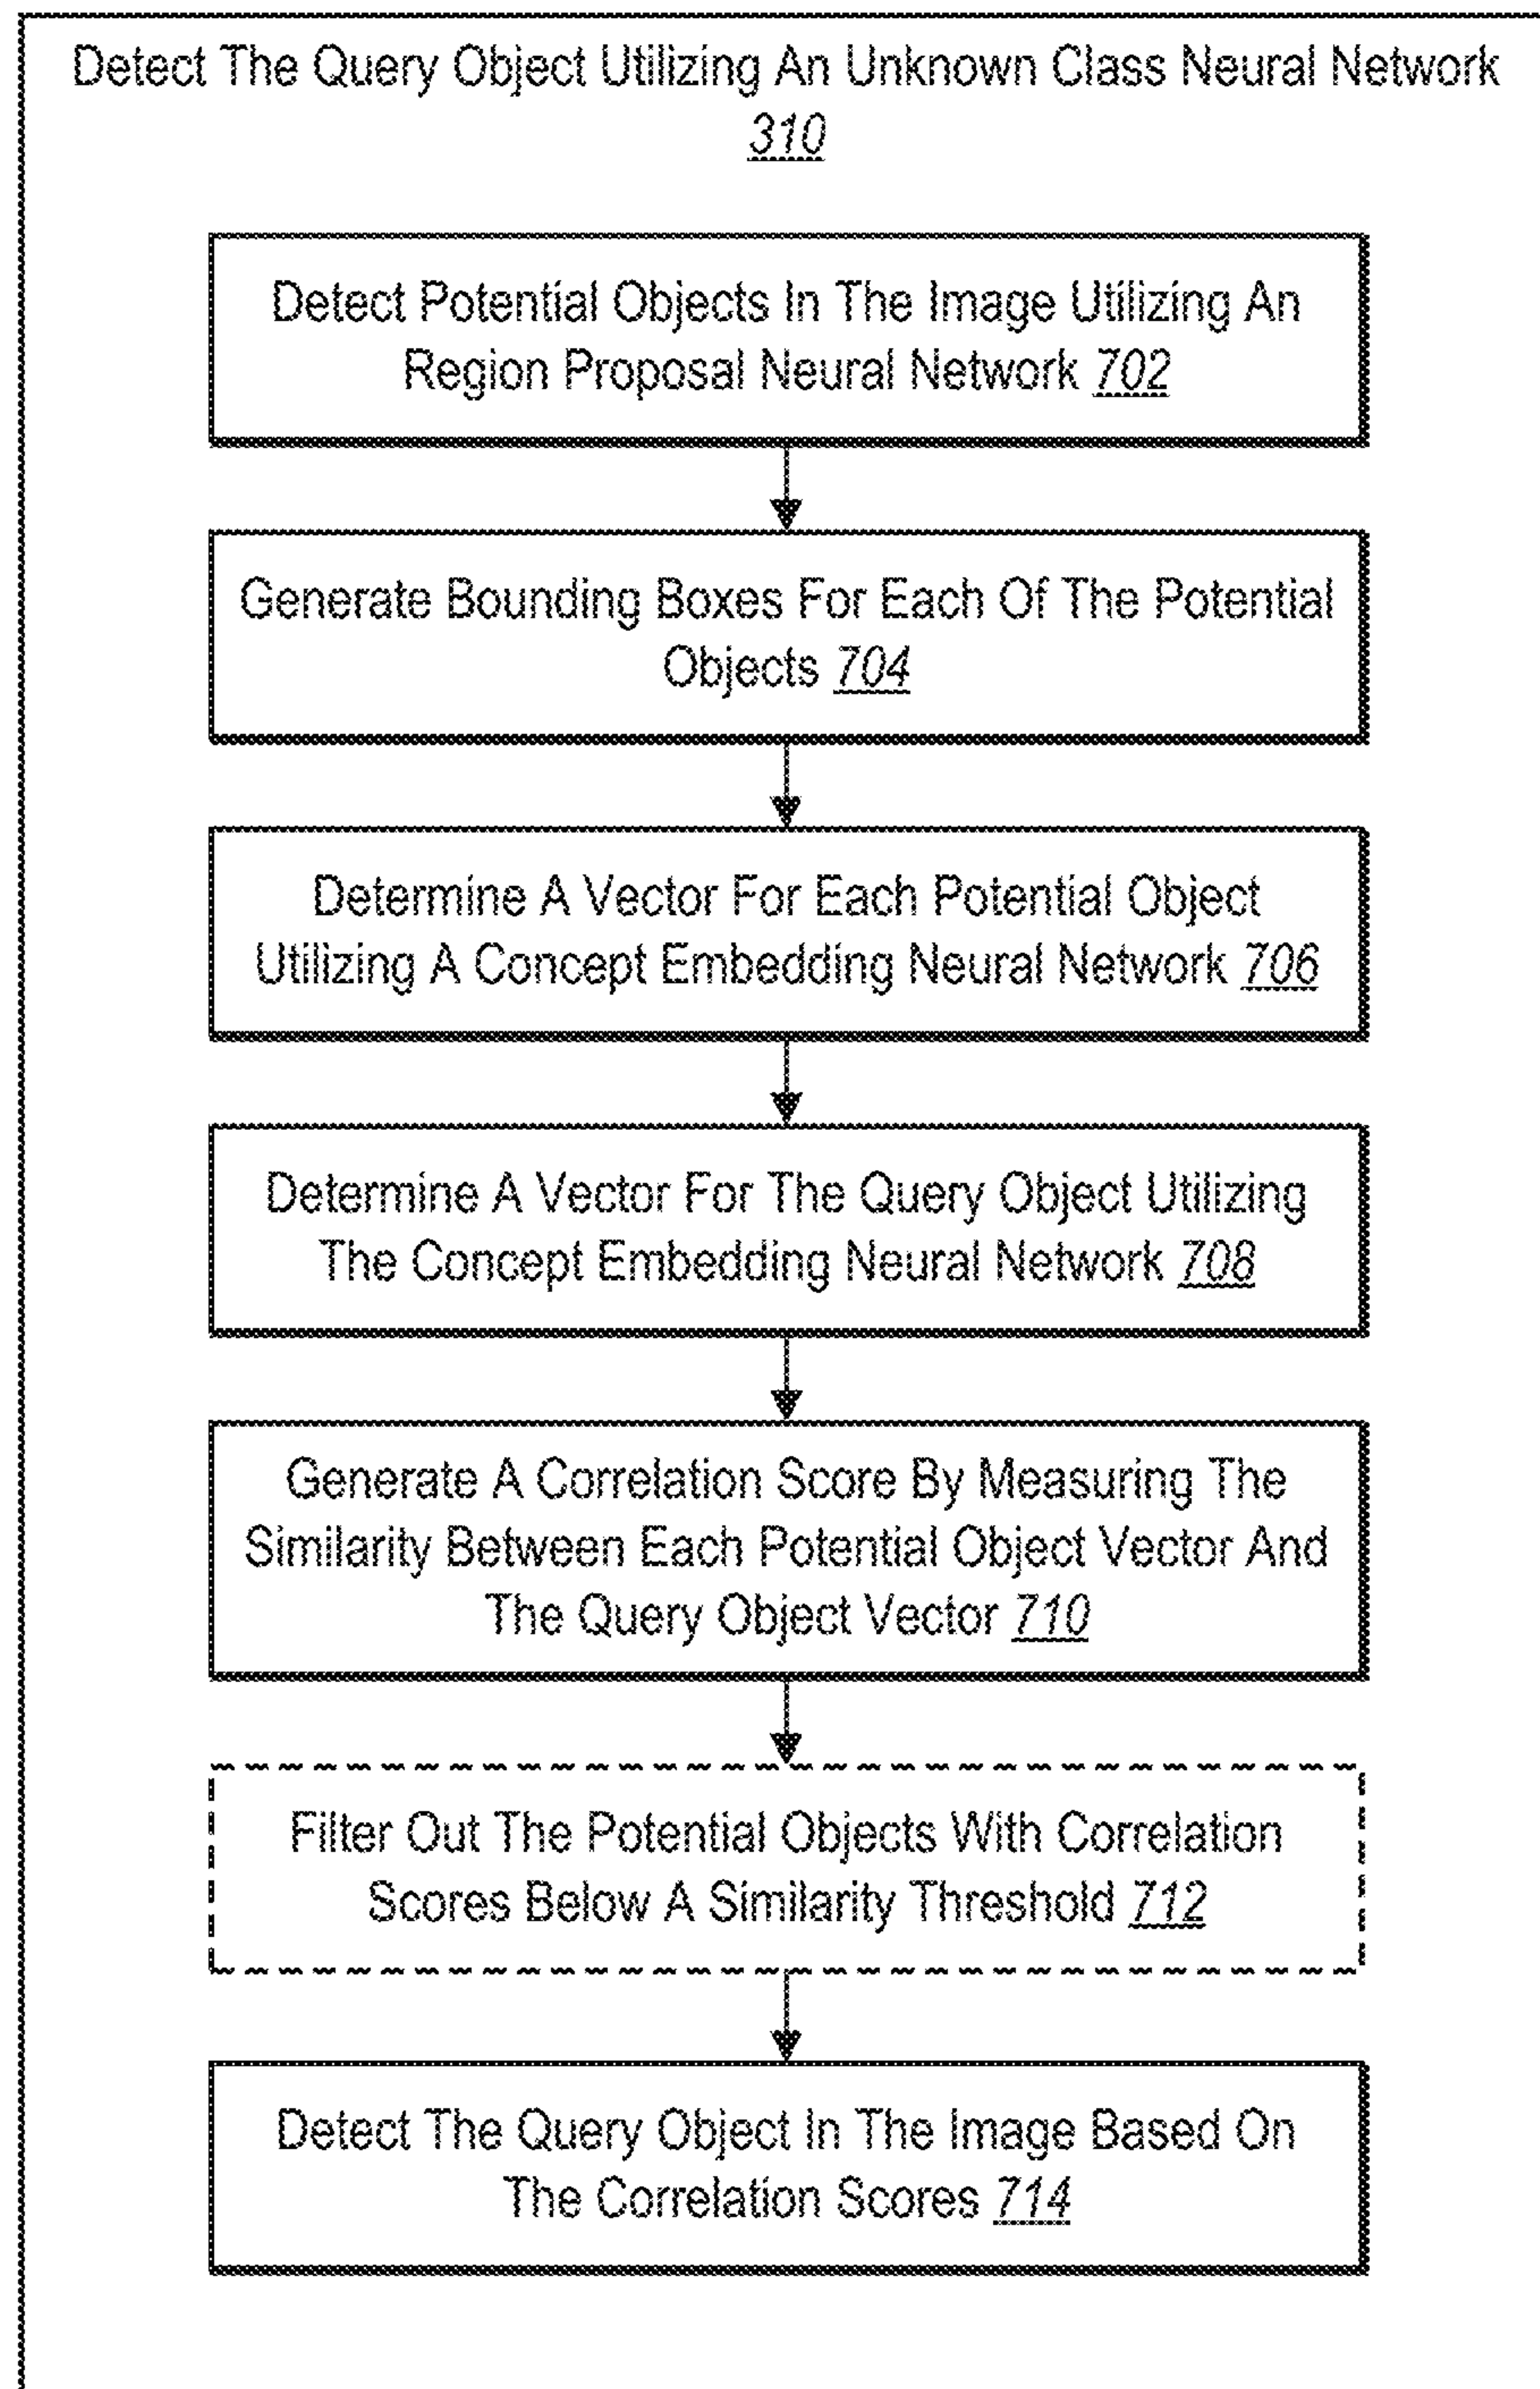 Detect The Query Object Utilizing An Unknown Class Neural Network
310
Detect Potential Objects In The Image Utilizing An
Region Proposal Neural Network 702
Generate Bounding Boxes For Each Of The Potential
Objects 704
Determine A Vector For Each Potential Object
Utilizing A Concept Embedding Neural Network 706
Determine A Vector For The Query Object Utilizing
The Concept Embedding Neural Network 708
Generate A Correlation Score By Measuring The
Similarity Between Each Potential Object Vector And
The Query Object Vector 710
Filter Out The Potential Objects With Correlation
Scores Below A Similarity Threshold 712
Detect The Query Object In The Image Based On
The Correlation Scores 714